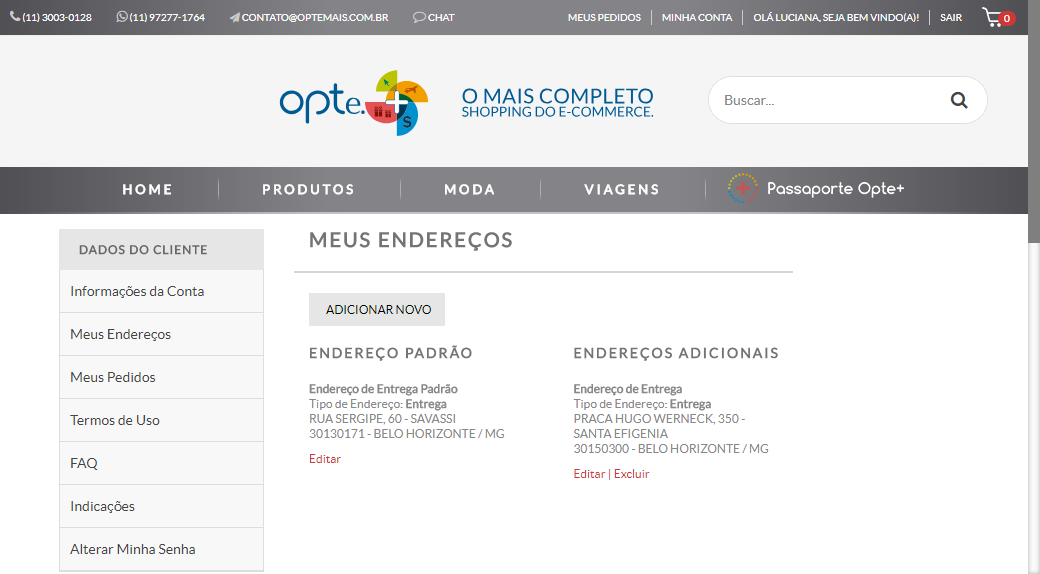 (11) 3003-0128 (11) 97277-1764 CONTATO@OPTEMAIS.COM.BR CHAT MEUS PEDIDOS MINHA CONTA OLÁ LUCIANA, SEJA BEM VINDO(A)! SAIR 0
opte.
O MAIS COMPLETO
SHOPPING DO E-COMMERCE.
Buscar...
HOME PRODUTOS MODA VIAGENS Passaporte Opte+
DADOS DO CLIENTE
Informações da Conta
Meus Endereços
Meus Pedidos
Termos de Uso
FAQ
Indicações
Alterar Minha Senha
MEUS ENDEREÇOS
ADICIONAR NOVO
ENDEREÇO PADRÃO
Endereço de Entrega Padrão
Tipo de Endereço: Entrega
RUA SERGIPE, 60 - SAVASSI
30130171 - BELO HORIZONTE / MG
Editar
ENDEREÇOS ADICIONAIS
Endereço de Entrega
Tipo de Endereço: Entrega
PRACA HUGO WERNECK, 350 -
SANTA EFIGENIA
30150300 - BELO HORIZONTE / MG
Editar | Excluir